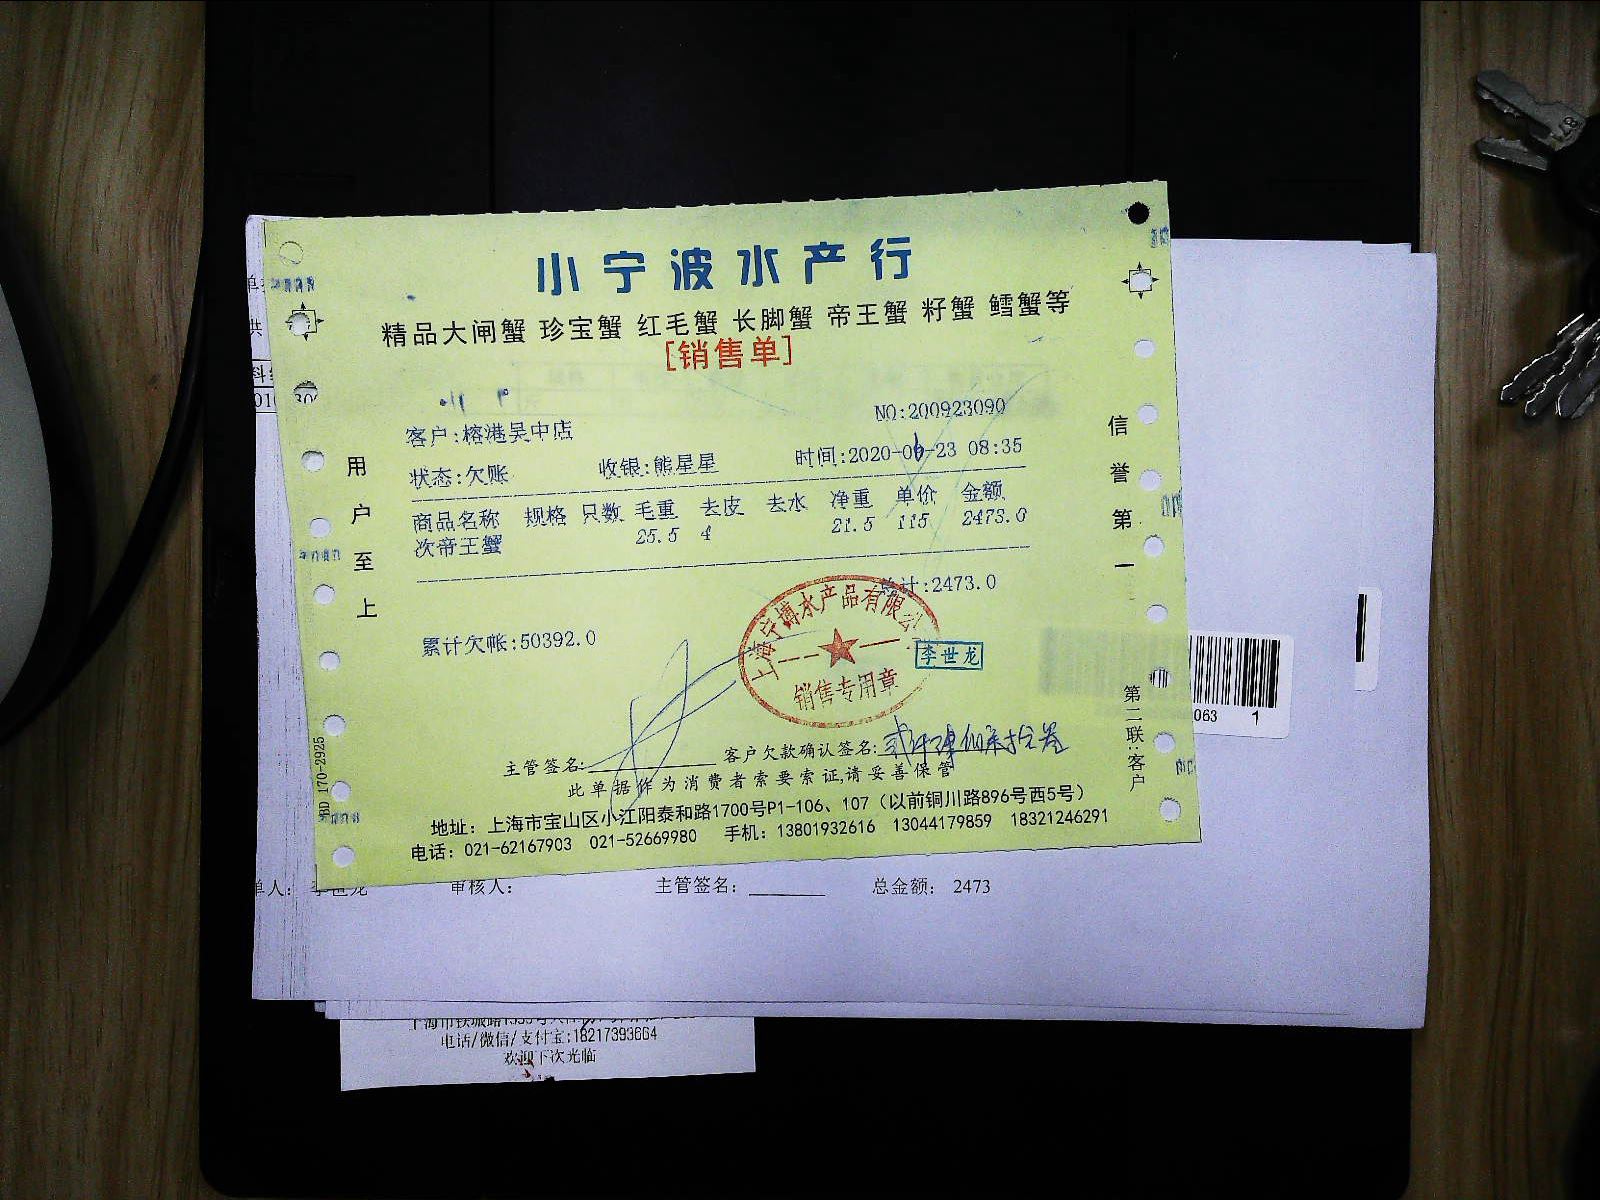 小宁波水产行
精品大闸蟹 珍宝蟹 红毛蟹 长脚蟹 帝王蟹 籽蟹 鳕蟹等
[销售单]
NO:200923090
客户:榕港吴中店
状态:欠账 收银:熊星星 时间:2020-06-23 08:35
商品名称 规格 只数 毛重 去皮 去水 净重 单价 金额
次帝王蟹 25.5 4 21.5 115 2473.0
总计:2473.0
累计欠帐:50392.0
上海宁博水产品有限公
销售专用章
李世龙
主管签名: 客户欠款确认签名:
此单据作为消费者索要索证,请妥善保管
地址：上海市宝山区小江阳泰和路1700号P1-106、107（以前铜川路896号西5号）
电话：021-62167903 021-52669980 手机：13801932616 13044179859 18321246291
用户至上
信誉第一
第二联:客户
BD 170-2925
063 1
单人： 李世龙 审核人： 主管签名： 总金额： 2473
电话/微信/支付宝:18217393664
欢迎下次光临
78